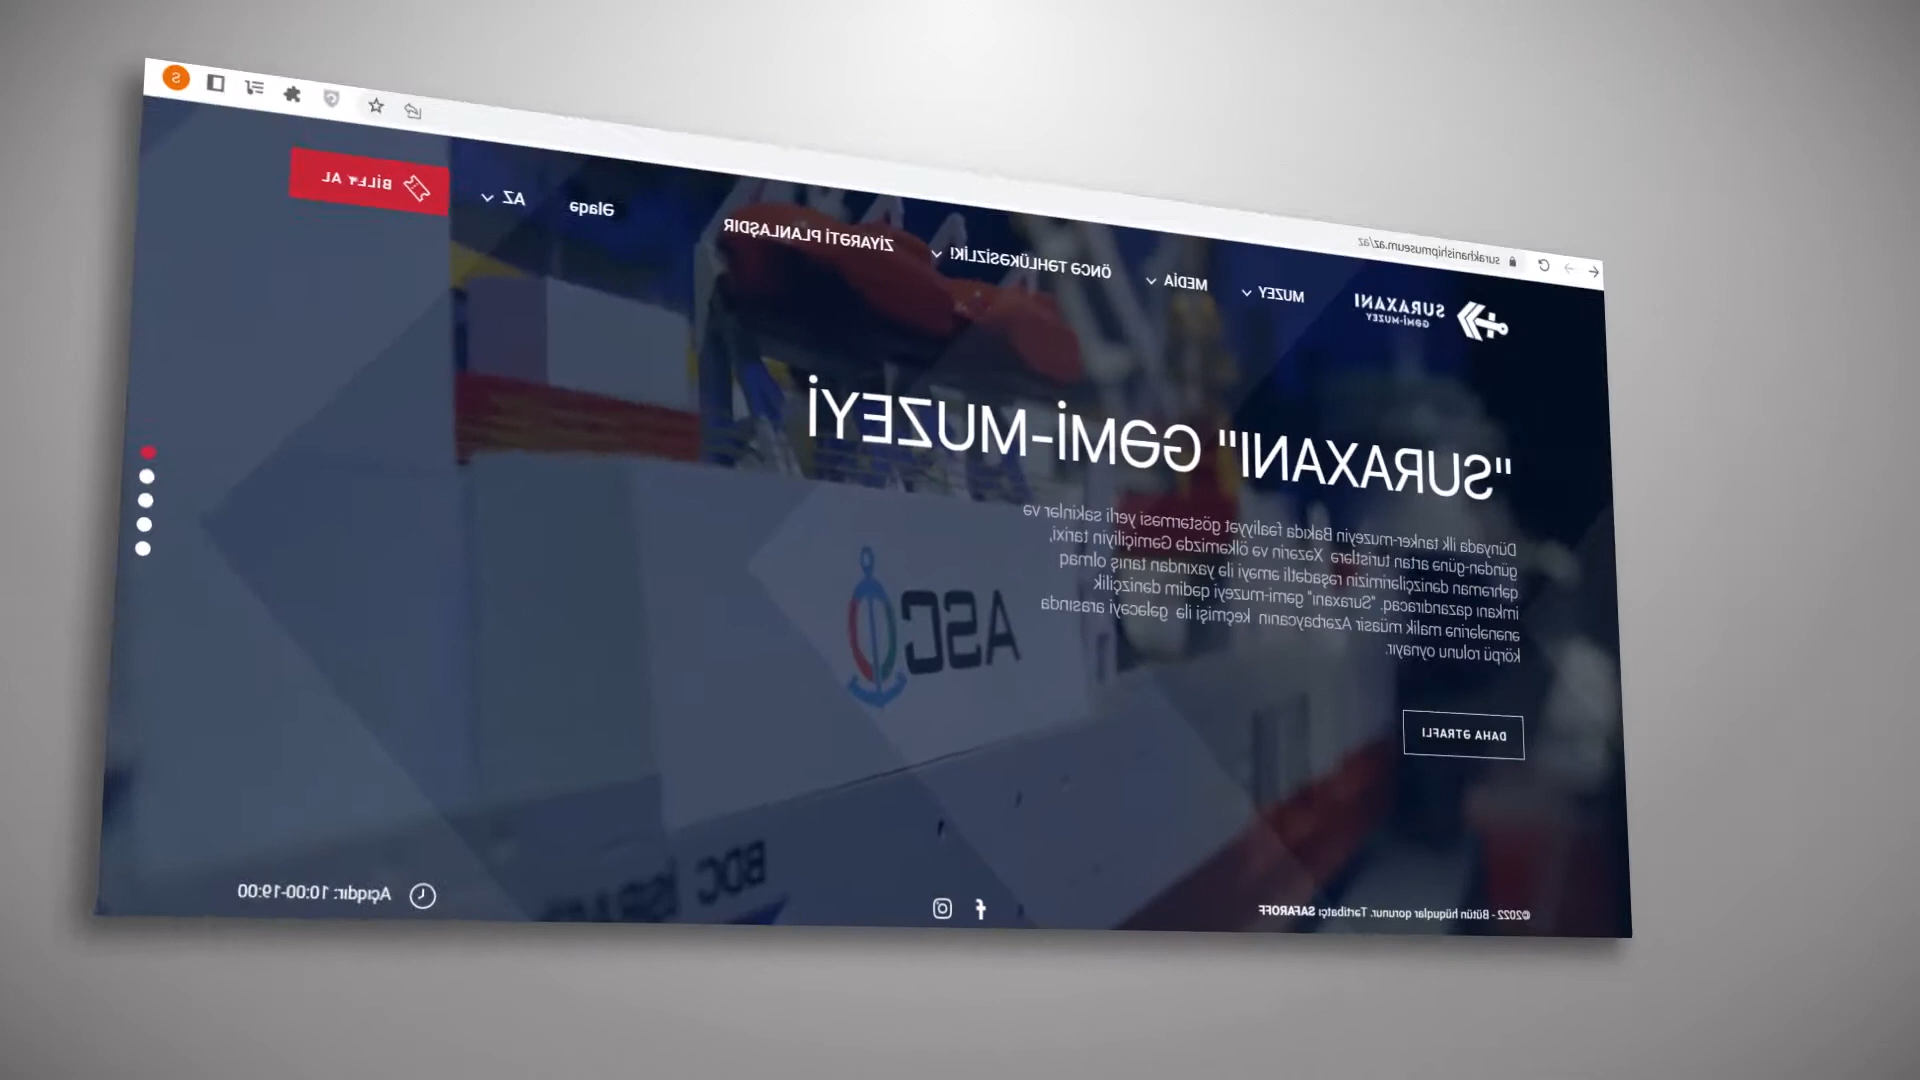 surakhanishipmuseum.az/az/
S
SURAXANI
GƏMİ-MUZEY
MUZEY
MEDİA
ÖNCƏ TƏHLÜKƏSİZLİK!
ZİYARƏTİ PLANLAŞDIR
Əlaqə
AZ
BİLET AL
"SURAXANI" GƏMİ-MUZEYİ
Dünyada ilk tanker-muzeyin Bakıda fəaliyyət göstərməsi yerli sakinlər və
gündən-günə artan turistlərə Xəzərin və ölkəmizdə Gəmiçiliyin tarixi,
qəhrəman dənizçilərimizin rəşadətli əməyi ilə yaxından tanış olmaq
imkanı qazandıracaq. "Suraxanı" gəmi-muzeyi qədim dənizçilik
ənənələrinə malik müasir Azərbaycanın keçmişi ilə gələcəyi arasında
körpü rolunu oynayır.
DAHA ƏTRAFLI
ASCO
BDC
©2022 - Bütün hüquqlar qorunur. Tərtibatçı SAFAROFF
Açıqdır: 10:00-19:00